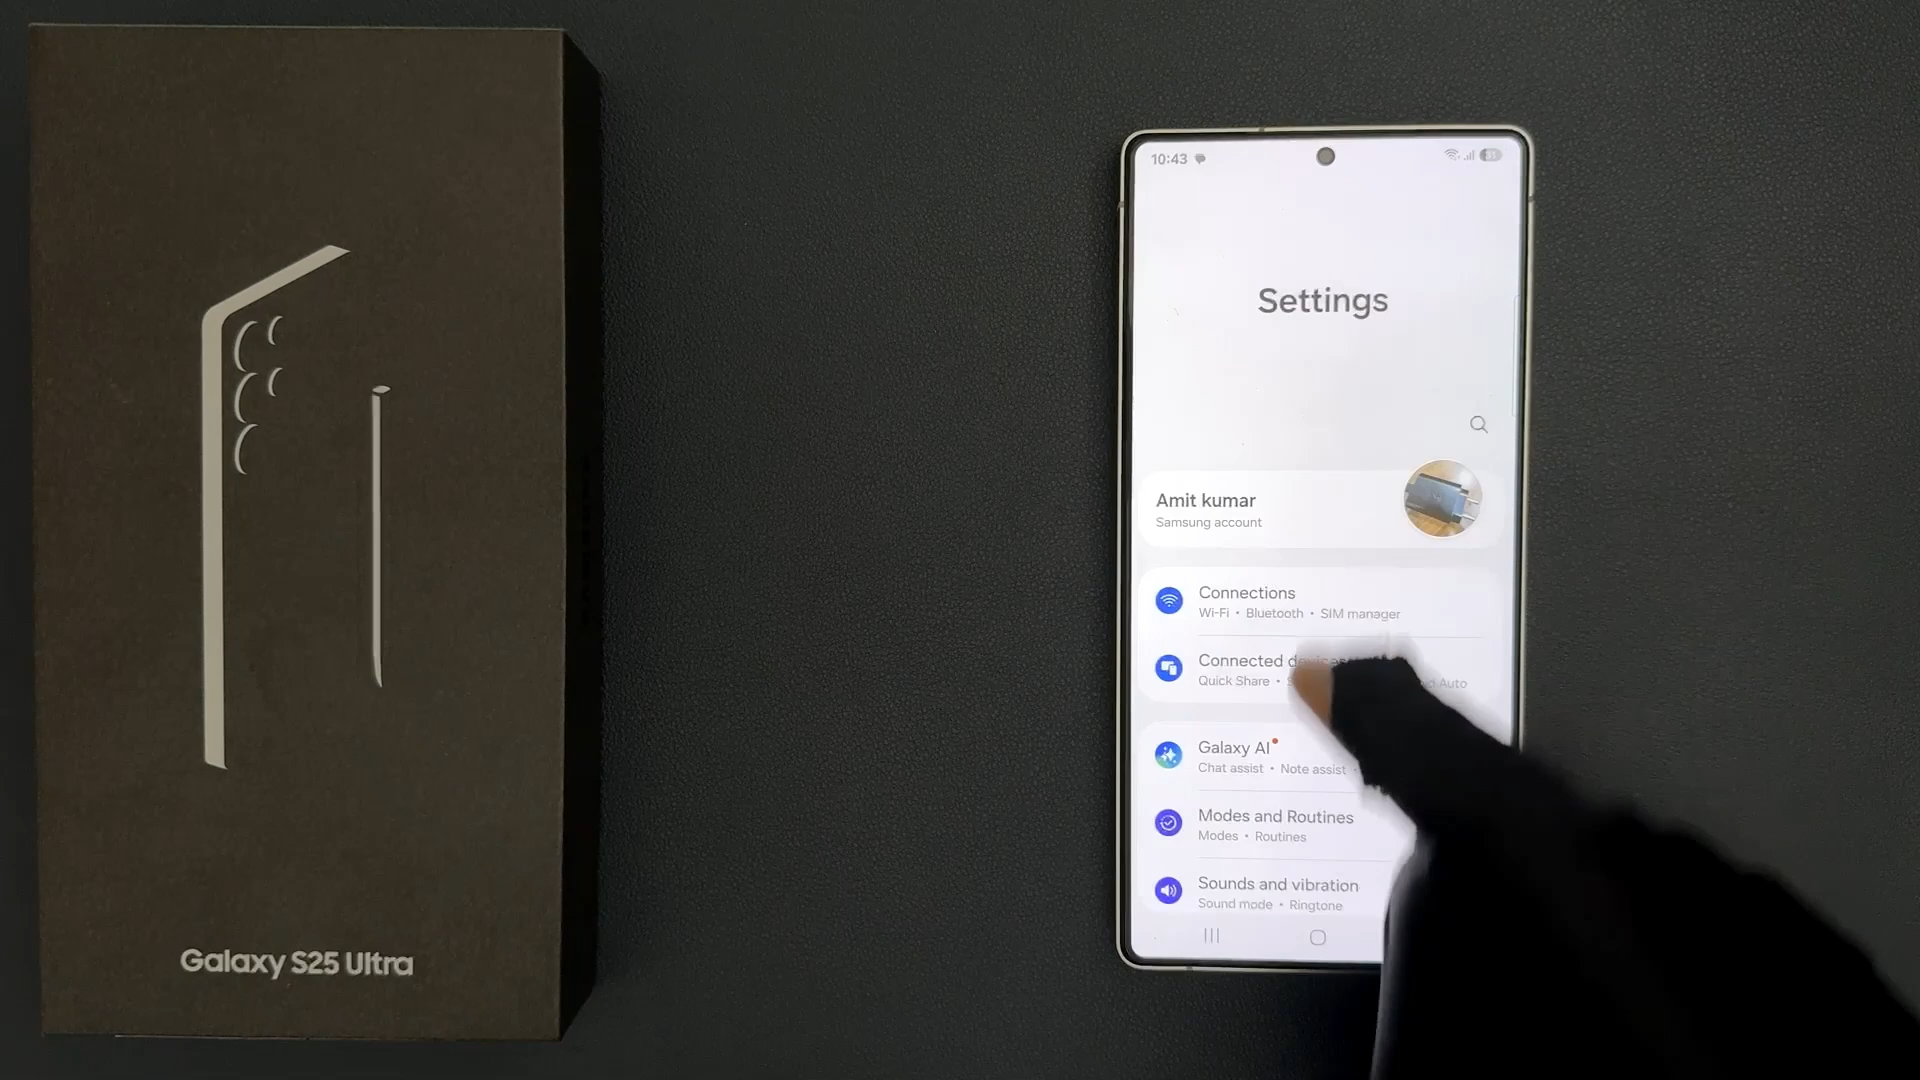 Galaxy S25 Ultra
10:43
Settings
Amit kumar
Samsung account
Connections
Wi-Fi • Bluetooth • SIM manager
Connected devices
Quick Share •
Auto
Galaxy AI
Chat assist • Note assist •
Modes and Routines
Modes • Routines
Sounds and vibration
Sound mode • Ringtone